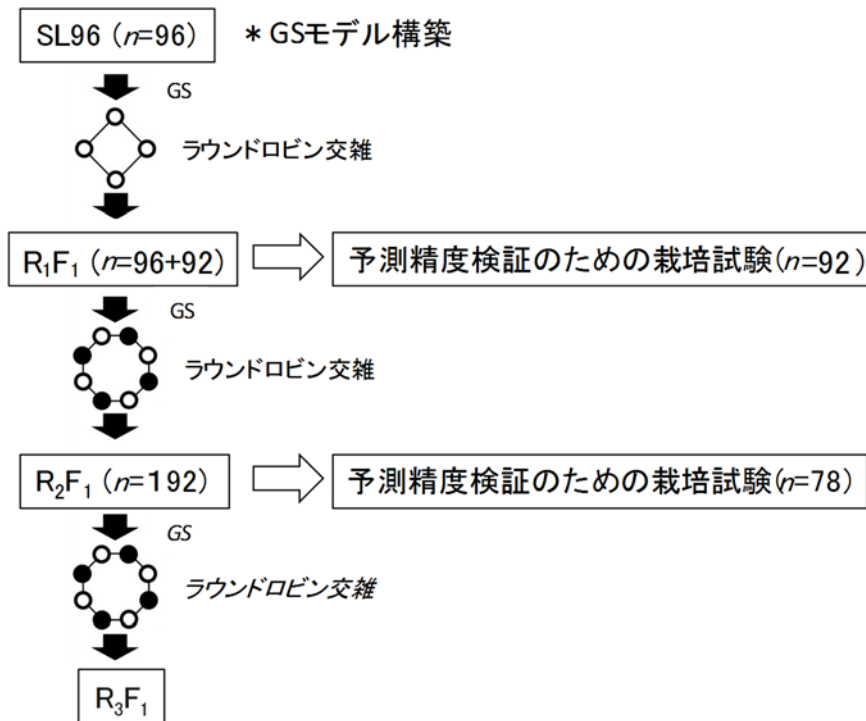 SL96 (n=96) *GSモデル構築
GS
ラウンドロビン交雑
R₁F₁ (n=96+92) 予測精度検証のための栽培試験(n=92)
GS
ラウンドロビン交雑
R₂F₁ (n=192) 予測精度検証のための栽培試験(n=78)
GS
ラウンドロビン交雑
R₃F₁